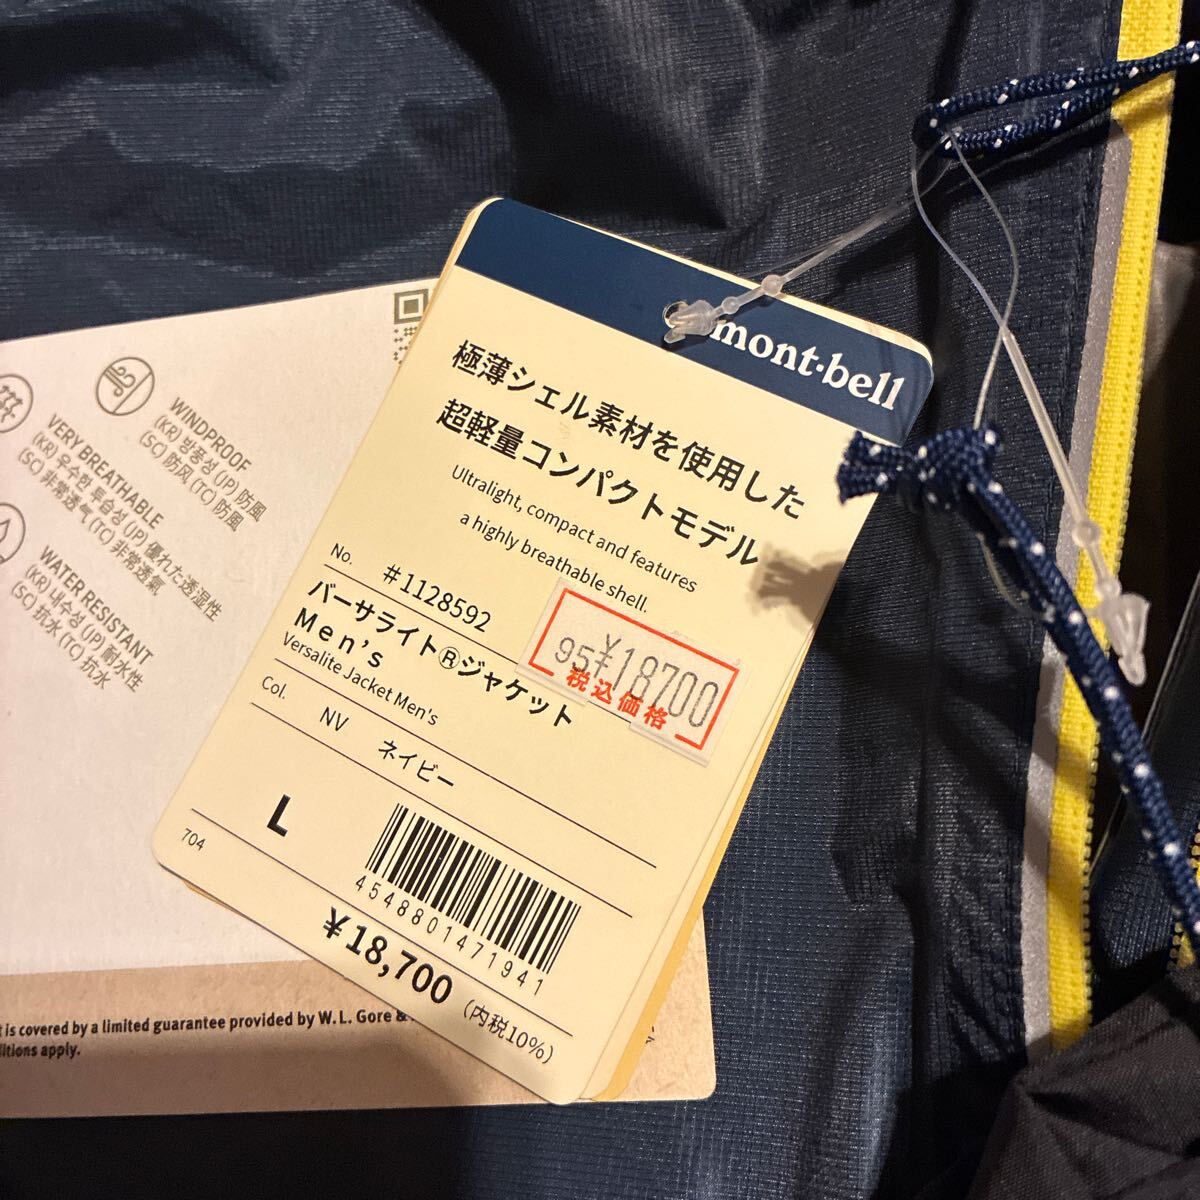 mont-bell
極薄シェル素材を使用した
超軽量コンパクトモデル
Ultralight, compact and features
a highly breathable shell.
No. #1128592
バーサライト®ジャケット
Men's
Versalite Jacket Men's
Col. NV ネイビー
L
704
4548801471941
¥18,700 (内税10%)
95 ¥
¥18700
税込価格
WINDPROOF
(KR) 방풍성 (JP) 防風
(SC) 防风 (TC) 防風
VERY BREATHABLE
(KR) 우수한 투습성 (JP) 優れた透湿性
(SC) 非常透气 (TC) 非常透氣
WATER RESISTANT
(KR) 내수성 (JP) 耐水性
(SC) 抗水 (TC) 抗水
is covered by a limited guarantee provided by W. L. Gore &
apply.